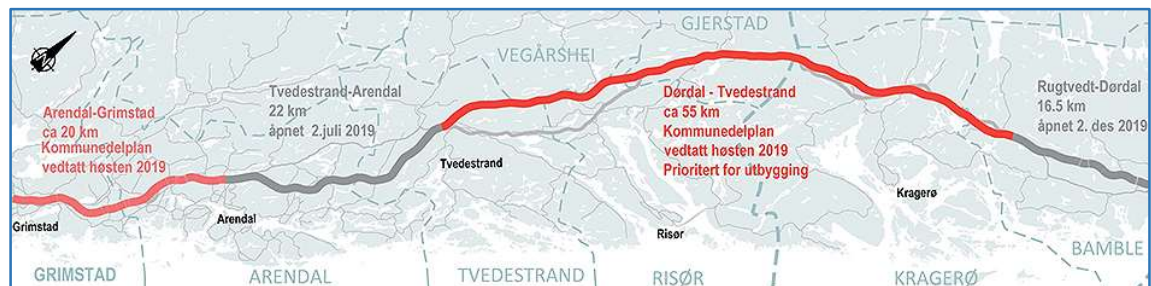 GJERSTAD
VEGÅRSHEI
Arendal-Grimstad
ca 20 km
Kommunedelplan
vedtatt høsten 2019
Tvedestrand-Arendal
22 km
åpnet 2.juli 2019
Dørdal - Tvedestrand
ca 55 km
Kommunedelplan
vedtatt høsten 2019
Prioritert for utbygging
Rugtvedt-Dørdal
16.5 km
åpnet 2. des 2019
Tvedestrand
Kragerø
Grimstad
Arendal
Risør
BAMBLE
GRIMSTAD
ARENDAL
TVEDESTRAND
RISØR
KRAGERØ